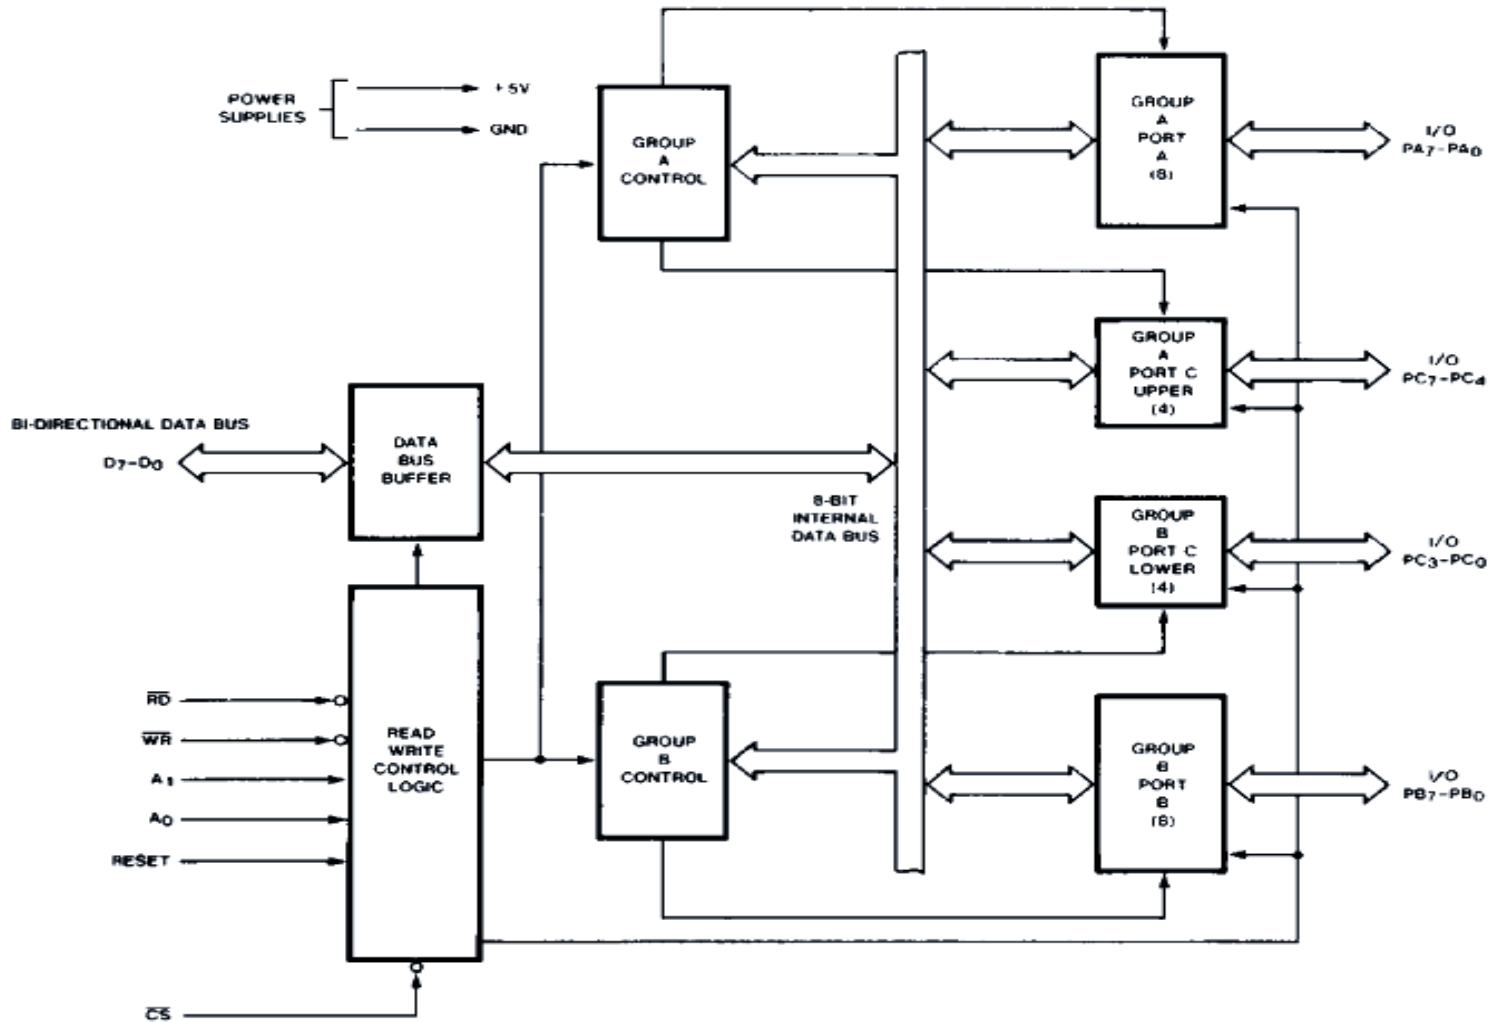 POWER
SUPPLIES
+5V
GND
GROUP
A
CONTROL
GROUP
A
PORT
A
(8)
I/O
PA7-PA0
GROUP
A
PORT C
UPPER
(4)
I/O
PC7-PC4
BI-DIRECTIONAL DATA BUS
D7-D0
DATA
BUS
BUFFER
8-BIT
INTERNAL
DATA BUS
GROUP
B
PORT C
LOWER
(4)
I/O
PC3-PC0
RD
WR
A1
A0
RESET
CS
READ
WRITE
CONTROL
LOGIC
GROUP
B
CONTROL
GROUP
B
PORT
B
(8)
I/O
PB7-PB0